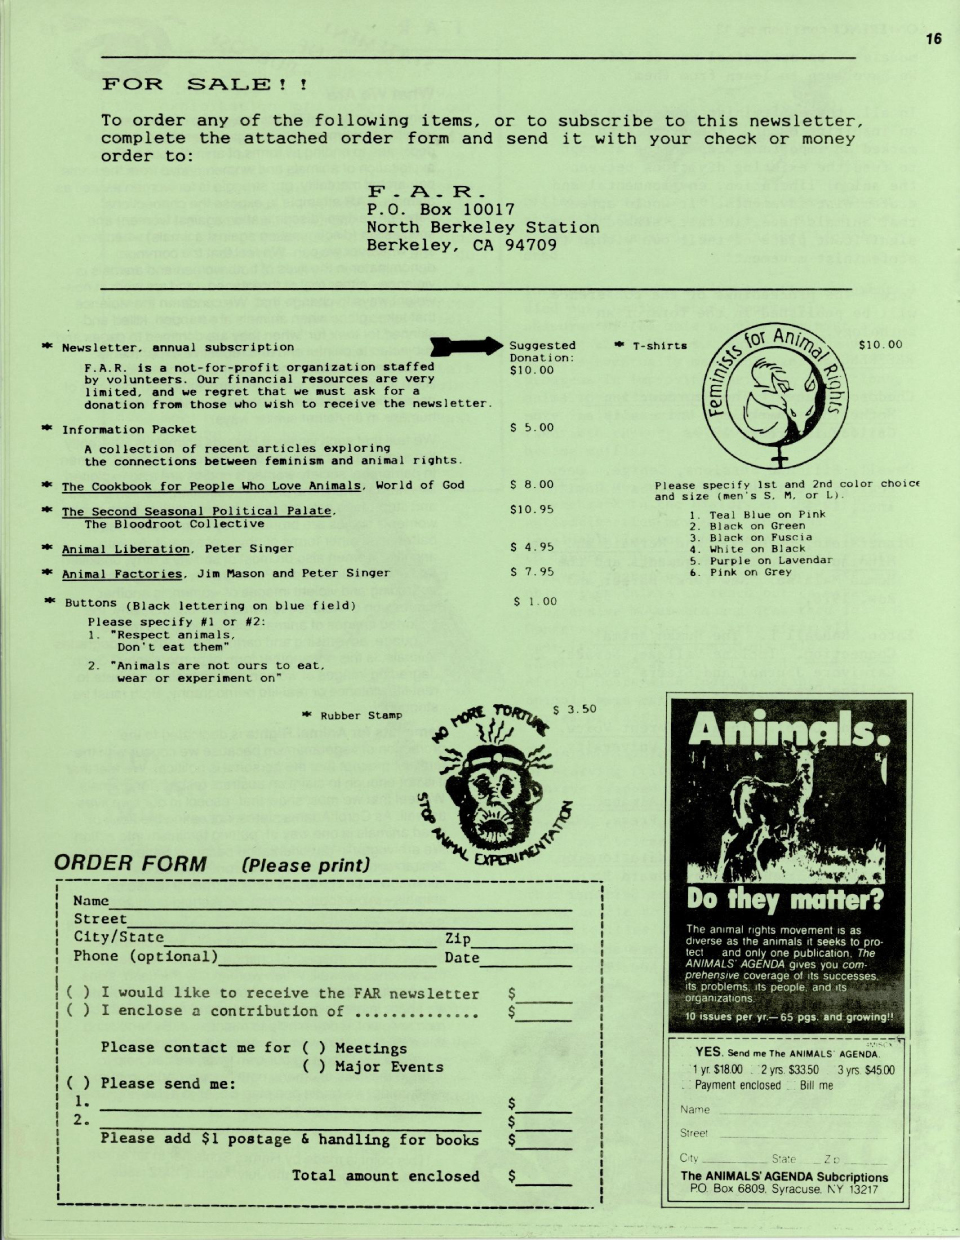 16
FOR SALE!!
To order any of the following items, or to subscribe to this newsletter,
complete the attached order form and send it with your check or money
order to:
F.A.R.
P.O. Box 10017
North Berkeley Station
Berkeley, CA 94709
* Newsletter, annual subscription
F.A.R. is a not-for-profit organization staffed
by volunteers. Our financial resources are very
limited, and we regret that we must ask for a
donation from those who wish to receive the newsletter.
Suggested
Donation:
$10.00
* Information Packet $ 5.00
A collection of recent articles exploring
the connections between feminism and animal rights.
* The Cookbook for People Who Love Animals, World of God $ 8.00
* The Second Seasonal Political Palate, $10.95
The Bloodroot Collective
* Animal Liberation, Peter Singer $ 4.95
* Animal Factories, Jim Mason and Peter Singer $ 7.95
* Buttons (Black lettering on blue field) $ 1.00
Please specify #1 or #2:
1. "Respect animals,
Don't eat them"
2. "Animals are not ours to eat,
wear or experiment on"
* T-shirts $10.00
Feminists for Animal Rights
Please specify 1st and 2nd color choice
and size (men's S, M, or L).
1. Teal Blue on Pink
2. Black on Green
3. Black on Fuscia
4. White on Black
5. Purple on Lavendar
6. Pink on Grey
* Rubber Stamp $ 3.50
NO MORE TORTURE
STOP ANIMAL EXPERIMENTATION
ORDER FORM (Please print)
Name
Street
City/State Zip
Phone (optional) Date
( ) I would like to receive the FAR newsletter $
( ) I enclose a contribution of .............. $
Please contact me for ( ) Meetings
( ) Major Events
( ) Please send me:
1. $
2. $
Please add $1 postage & handling for books $
Total amount enclosed $
Animals.
Do they matter?
The animal rights movement is as
diverse as the animals it seeks to pro-
tect and only one publication, The
ANIMALS' AGENDA gives you com-
prehensive coverage of its successes,
its problems, its people, and its
organizations.
10 issues per yr.—65 pgs. and growing!!
YES. Send me The ANIMALS' AGENDA.
1 yr. $18.00 2 yrs. $33.50 3 yrs. $45.00
Payment enclosed Bill me
Name
Street
City State Zip
The ANIMALS' AGENDA Subcriptions
P.O. Box 6809, Syracuse, NY 13217